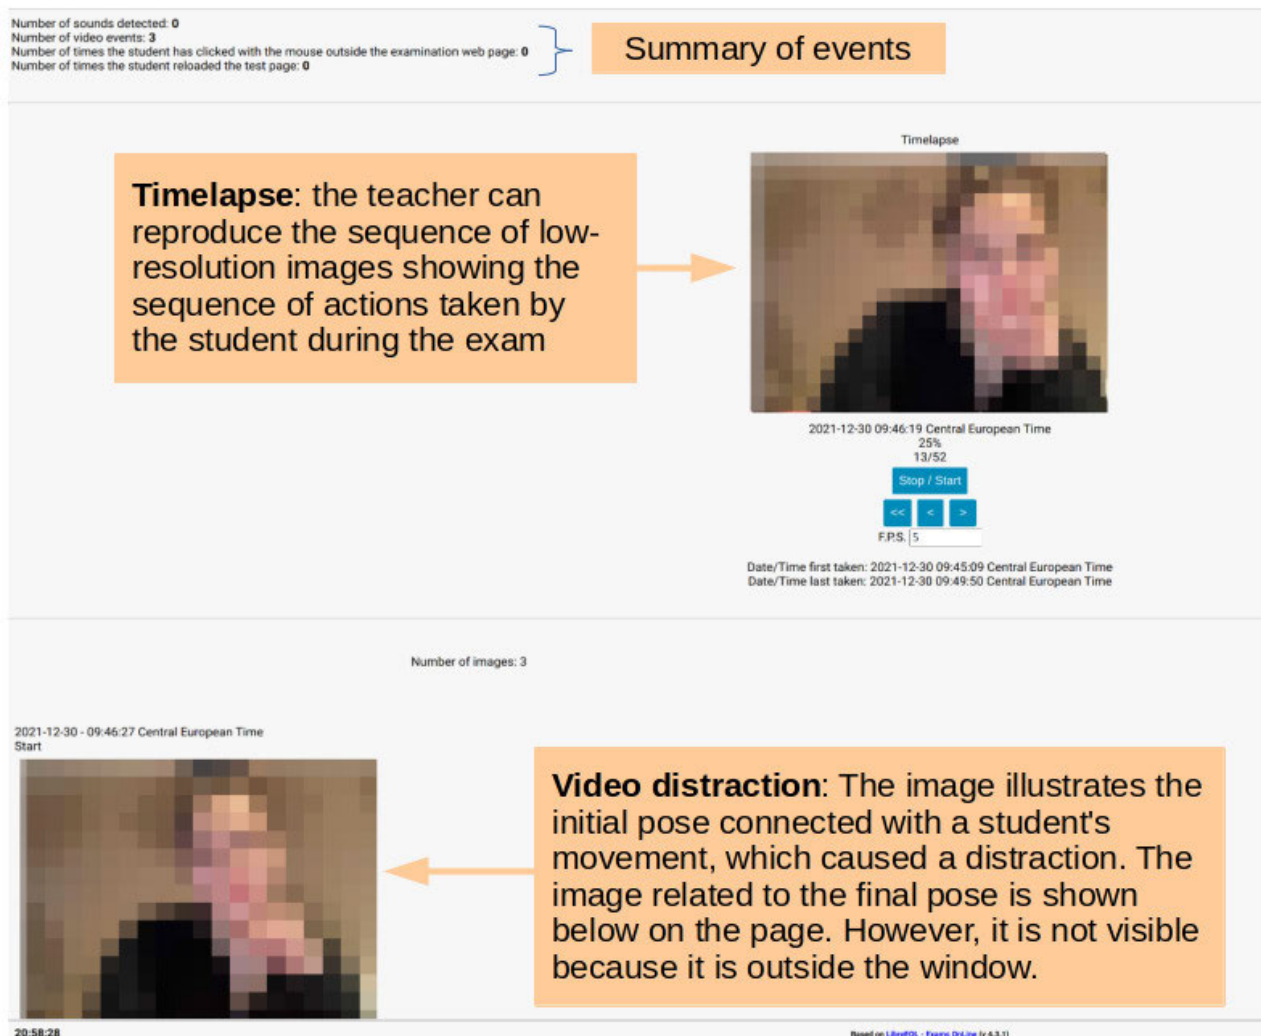 Number of sounds detected: 0
Number of video events: 3
Number of times the student has clicked with the mouse outside the examination web page: 0
Number of times the student reloaded the test page: 0
Summary of events
Timelapse
Timelapse: the teacher can
reproduce the sequence of low-
resolution images showing the
sequence of actions taken by
the student during the exam
2021-12-30 09:46:19 Central European Time
25%
13/52
Stop / Start
<< < >
F.P.S. 5
Date/Time first taken: 2021-12-30 09:45:09 Central European Time
Date/Time last taken: 2021-12-30 09:49:50 Central European Time
Number of images: 3
2021-12-30 - 09:46:27 Central European Time
Start
Video distraction: The image illustrates the
initial pose connected with a student's
movement, which caused a distraction. The
image related to the final pose is shown
below on the page. However, it is not visible
because it is outside the window.
20:58:28
Based on LibreEOL - Exams OnLine (v.4.3.1)